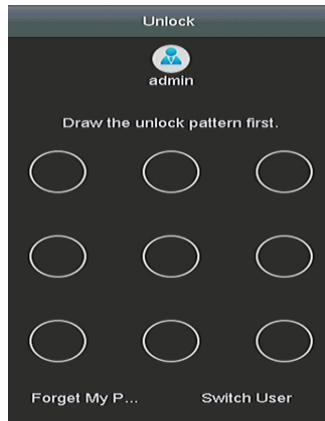 Unlock
admin
Draw the unlock pattern first.
Forget My P...
Switch User